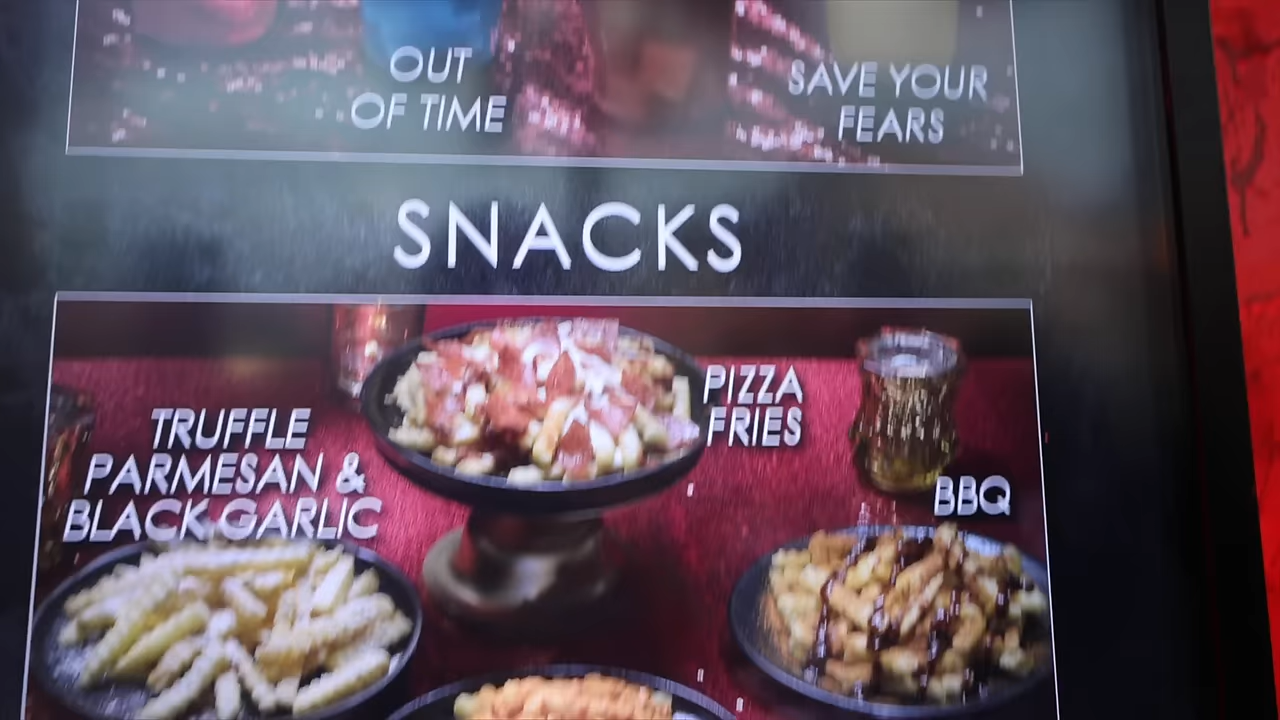 OUT
OF TIME
SAVE YOUR
FEARS
SNACKS
PIZZA
FRIES
TRUFFLE
PARMESAN &
BLACK GARLIC
BBQ